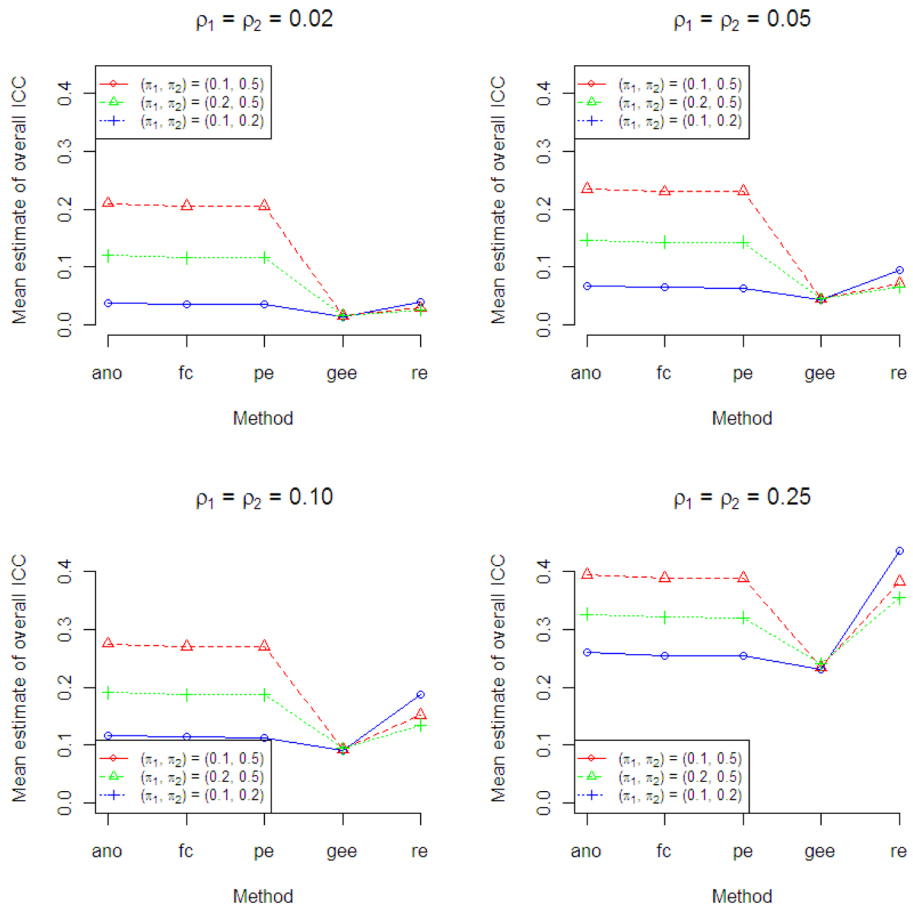 ρ₁ = ρ₂ = 0.02
Mean estimate of overall ICC
0.4
0.3
0.2
0.1
0.0
(π₁, π₂) = (0.1, 0.5)
(π₁, π₂) = (0.2, 0.5)
(π₁, π₂) = (0.1, 0.2)
ano fc pe gee re
Method
ρ₁ = ρ₂ = 0.05
Mean estimate of overall ICC
0.4
0.3
0.2
0.1
0.0
(π₁, π₂) = (0.1, 0.5)
(π₁, π₂) = (0.2, 0.5)
(π₁, π₂) = (0.1, 0.2)
ano fc pe gee re
Method
ρ₁ = ρ₂ = 0.10
Mean estimate of overall ICC
0.4
0.3
0.2
0.1
0.0
(π₁, π₂) = (0.1, 0.5)
(π₁, π₂) = (0.2, 0.5)
(π₁, π₂) = (0.1, 0.2)
ano fc pe gee re
Method
ρ₁ = ρ₂ = 0.25
Mean estimate of overall ICC
0.4
0.3
0.2
0.1
0.0
(π₁, π₂) = (0.1, 0.5)
(π₁, π₂) = (0.2, 0.5)
(π₁, π₂) = (0.1, 0.2)
ano fc pe gee re
Method